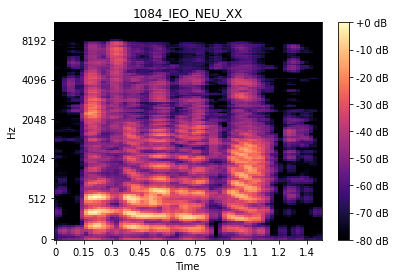 1084_IEO_NEU_XX
+0 dB
8192
-10 dB
4096
-20 dB
-30 dB
2048
Hz
-40 dB
1024
-50 dB
512
-60 dB
-70 dB
0
-80 dB
0 0.15 0.3 0.45 0.6 0.75 0.9 1.1 1.2 1.4
Time